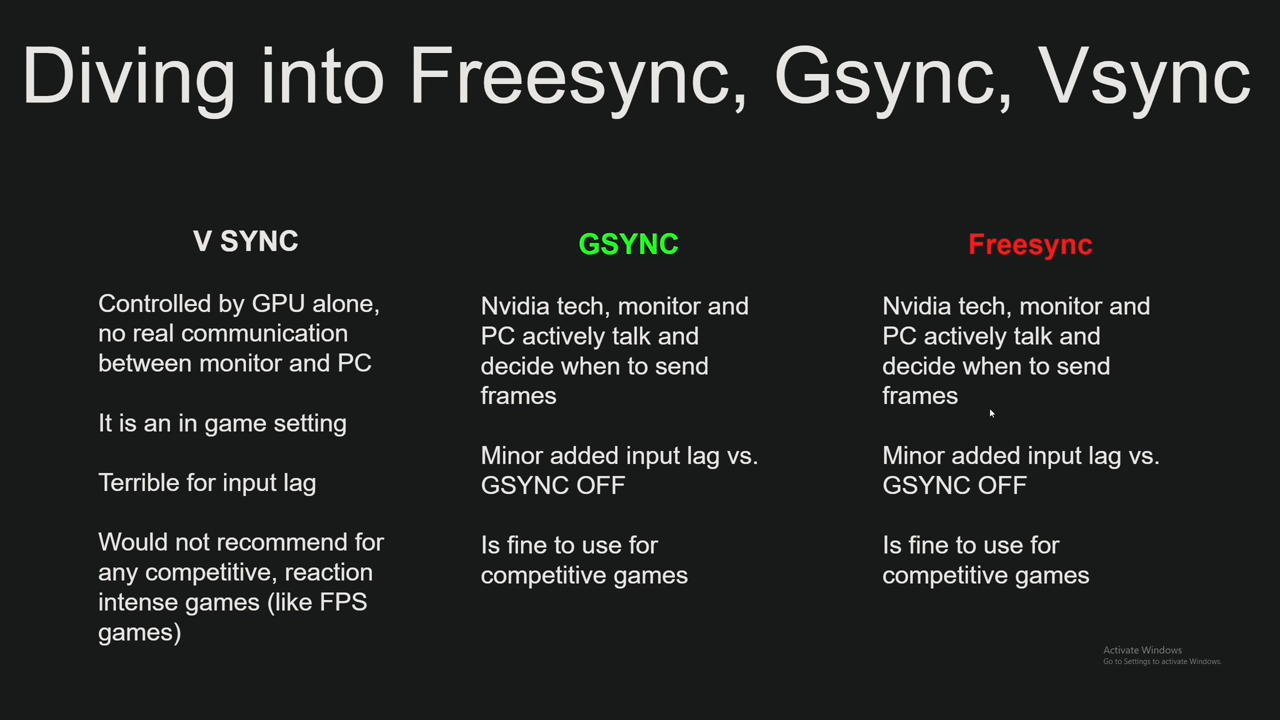 Diving into Freesync, Gsync, Vsync
V SYNC
Controlled by GPU alone,
no real communication
between monitor and PC
It is an in game setting
Terrible for input lag
Would not recommend for
any competitive, reaction
intense games (like FPS
games)
GSYNC
Nvidia tech, monitor and
PC actively talk and
decide when to send
frames
Minor added input lag vs.
GSYNC OFF
Is fine to use for
competitive games
Freesync
Nvidia tech, monitor and
PC actively talk and
decide when to send
frames
Minor added input lag vs.
GSYNC OFF
Is fine to use for
competitive games
Activate Windows
Go to Settings to activate Windows.